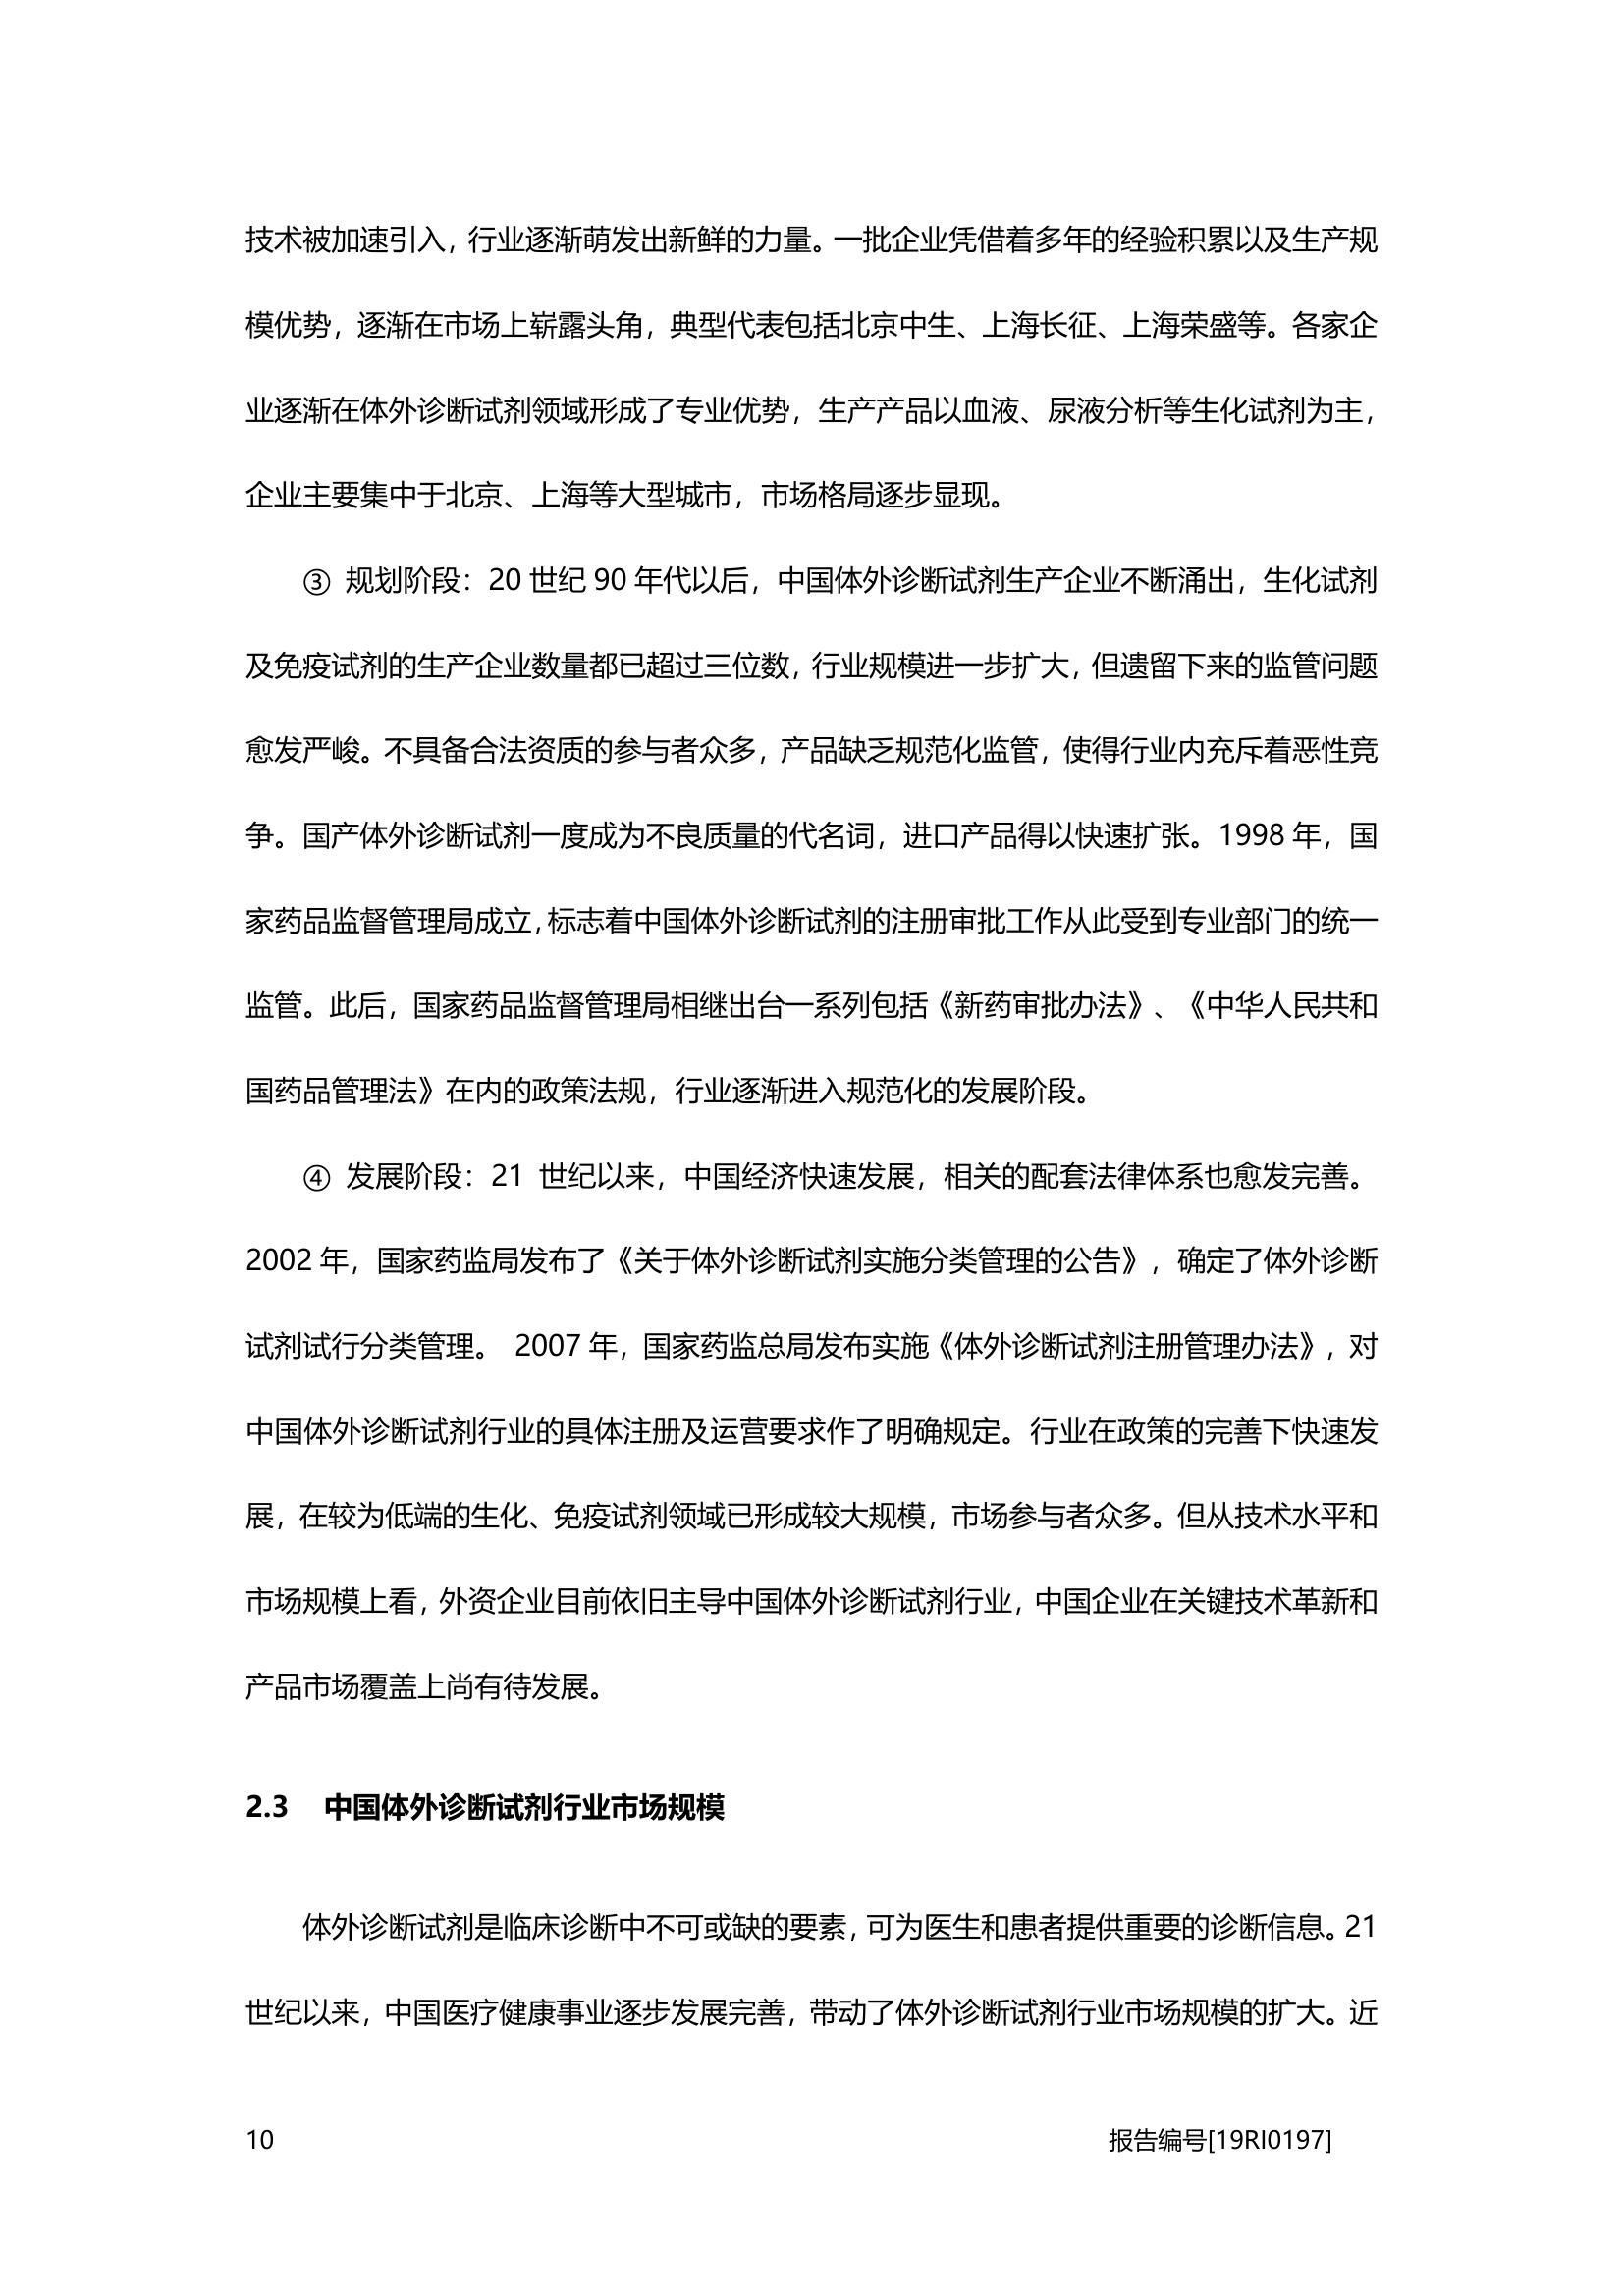 技术被加速引入，行业逐渐萌发出新鲜的力量。一批企业凭借着多年的经验积累以及生产规
模优势，逐渐在市场上崭露头角，典型代表包括北京中生、上海长征、上海荣盛等。各家企
业逐渐在体外诊断试剂领域形成了专业优势，生产产品以血液、尿液分析等生化试剂为主，
企业主要集中于北京、上海等大型城市，市场格局逐步显现。
③ 规划阶段：20 世纪 90 年代以后，中国体外诊断试剂生产企业不断涌出，生化试剂
及免疫试剂的生产企业数量都已超过三位数，行业规模进一步扩大，但遗留下来的监管问题
愈发严峻。不具备合法资质的参与者众多，产品缺乏规范化监管，使得行业内充斥着恶性竞
争。国产体外诊断试剂一度成为不良质量的代名词，进口产品得以快速扩张。1998 年，国
家药品监督管理局成立，标志着中国体外诊断试剂的注册审批工作从此受到专业部门的统一
监管。此后，国家药品监督管理局相继出台一系列包括《新药审批办法》、《中华人民共和
国药品管理法》在内的政策法规，行业逐渐进入规范化的发展阶段。
④ 发展阶段：21 世纪以来，中国经济快速发展，相关的配套法律体系也愈发完善。
2002 年，国家药监局发布了《关于体外诊断试剂实施分类管理的公告》，确定了体外诊断
试剂试行分类管理。 2007 年，国家药监总局发布实施《体外诊断试剂注册管理办法》，对
中国体外诊断试剂行业的具体注册及运营要求作了明确规定。行业在政策的完善下快速发
展，在较为低端的生化、免疫试剂领域已形成较大规模，市场参与者众多。但从技术水平和
市场规模上看，外资企业目前依旧主导中国体外诊断试剂行业，中国企业在关键技术革新和
产品市场覆盖上尚有待发展。
2.3 中国体外诊断试剂行业市场规模
体外诊断试剂是临床诊断中不可或缺的要素，可为医生和患者提供重要的诊断信息。21
世纪以来，中国医疗健康事业逐步发展完善，带动了体外诊断试剂行业市场规模的扩大。近
10 报告编号[19RI0197]